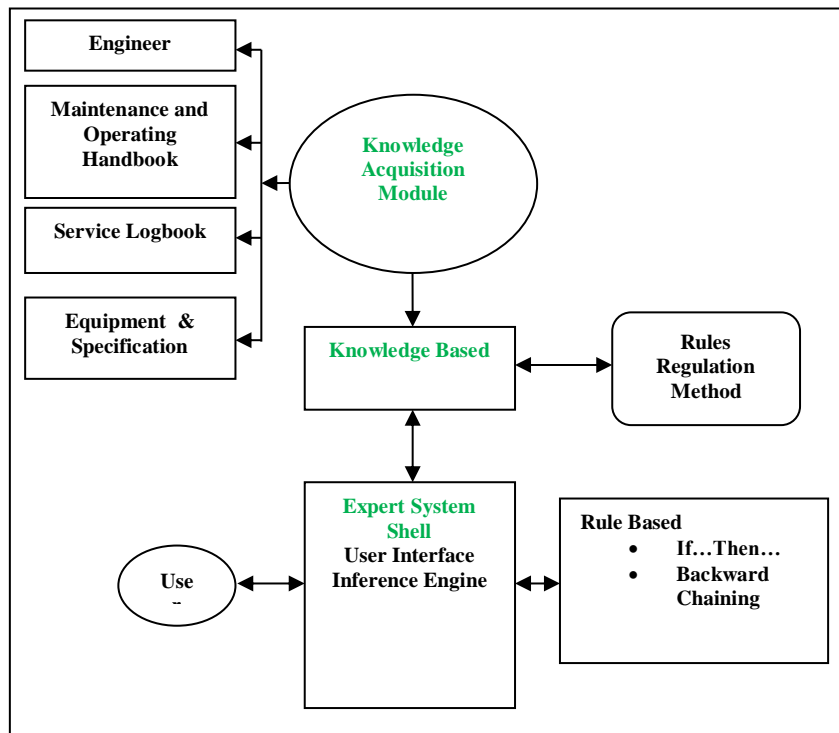 Engineer
Maintenance and
Operating
Handbook
Service Logbook
Equipment & 
Specification
Knowledge
Acquisition
Module
Knowledge Based
Rules
Regulation
Method
Expert System
Shell
User Interface
Inference Engine
Use
Rule Based
• If…Then…
• Backward
Chaining